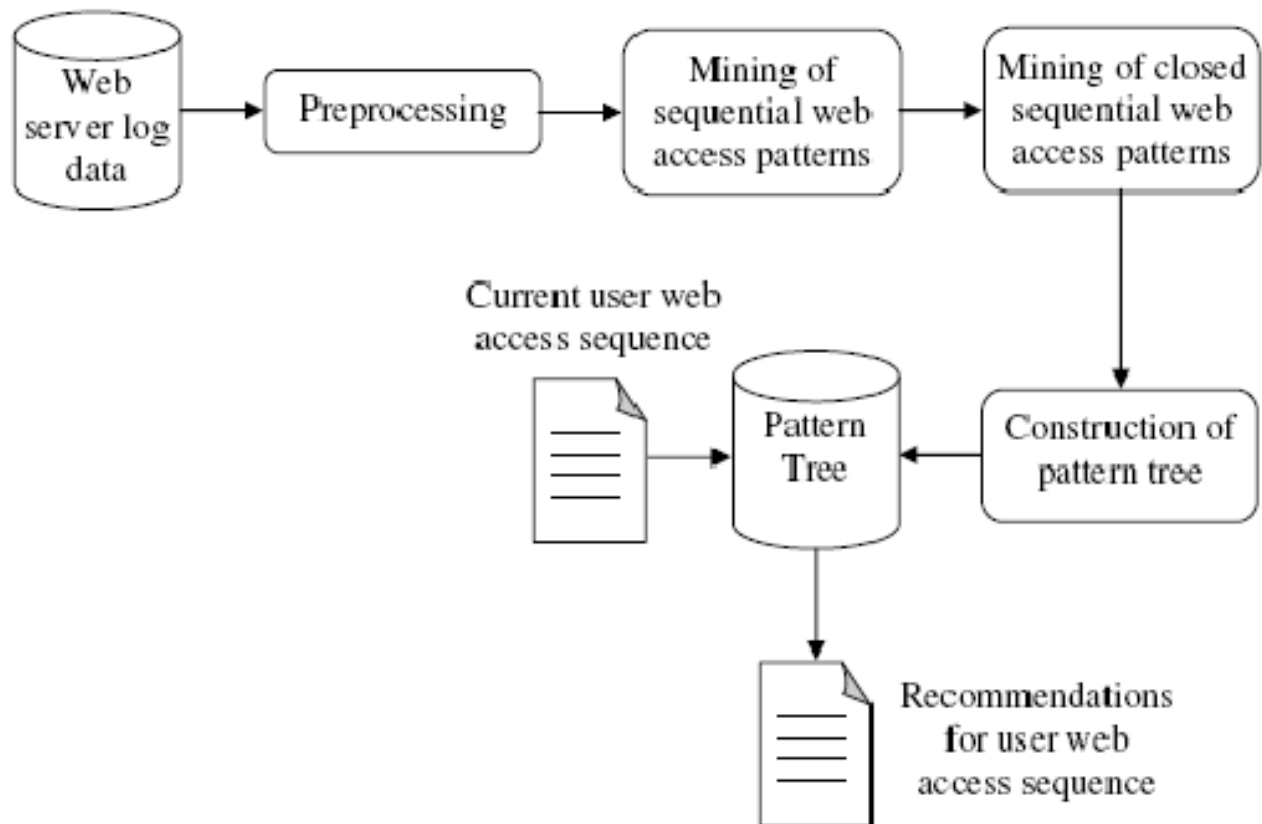 Web
server log
data
Preprocessing
Mining of
sequential web
access patterns
Mining of closed
sequential web
access patterns
Current user web
access sequence
Pattern
Tree
Construction of
pattern tree
Recommendations
for user web
access sequence